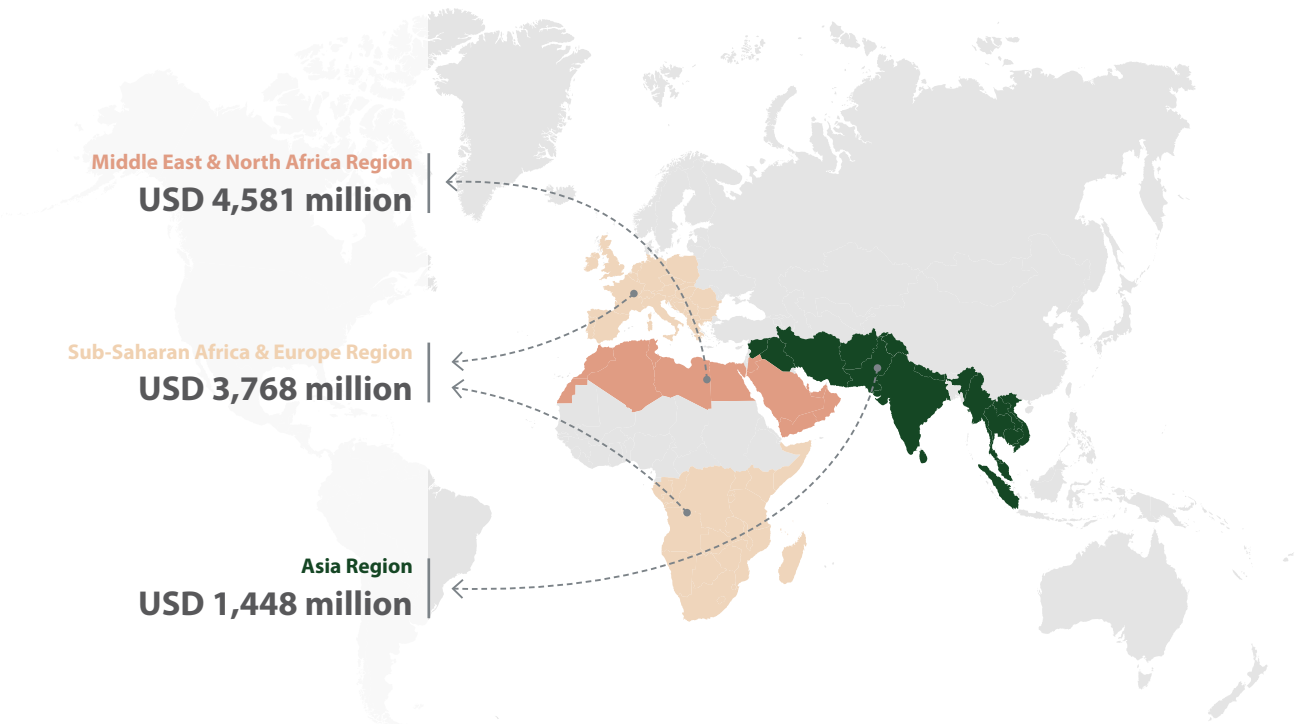 Middle East & North Africa Region
USD 4,581 million
Sub-Saharan Africa & Europe Region
USD 3,768 million
Asia Region
USD 1,448 million